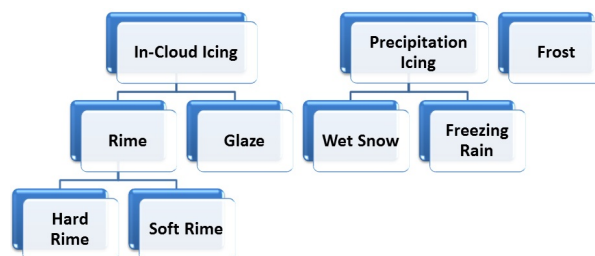 In-Cloud Icing
Precipitation
Icing
Frost
Rime
Glaze
Wet Snow
Freezing
Rain
Hard
Rime
Soft Rime